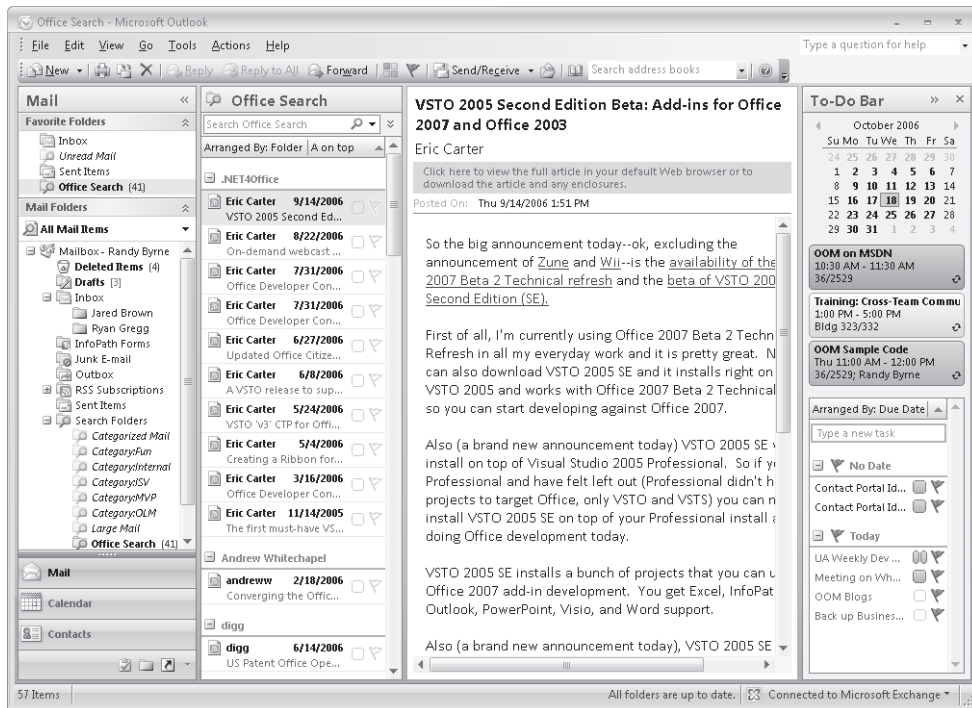 Office Search - Microsoft Outlook
File Edit View Go Tools Actions Help
Type a question for help
New Reply Reply to All Forward Send/Receive Search address books
Mail
Favorite Folders
Inbox
Unread Mail
Sent Items
Office Search (41)
Mail Folders
All Mail Items
Mailbox - Randy Byrne
Deleted Items (4)
Drafts [3]
Inbox
Jared Brown
Ryan Gregg
InfoPath Forms
Junk E-mail
Outbox
RSS Subscriptions
Sent Items
Search Folders
Categorized Mail
Category:Fun
Category:Internal
Category:ISV
Category:MVP
Category:OLM
Large Mail
Office Search (41)
Mail
Calendar
Contacts
Office Search
Search Office Search
Arranged By: Folder A on top
.NET4Office
Eric Carter 9/14/2006
VSTO 2005 Second Ed...
Eric Carter 8/22/2006
On-demand webcast ...
Eric Carter 7/31/2006
Office Developer Con...
Eric Carter 7/31/2006
Office Developer Con...
Eric Carter 6/27/2006
Updated Office Citize...
Eric Carter 6/8/2006
A VSTO release to sup...
Eric Carter 5/24/2006
VSTO 'v3' CTP for Offi...
Eric Carter 5/4/2006
Creating a Ribbon for...
Eric Carter 3/16/2006
Office Developer Con...
Eric Carter 11/14/2005
The first must-have VS...
Andrew Whitechapel
andreww 2/18/2006
Converging the Offic...
digg
digg 6/14/2006
US Patent Office Ope...
VSTO 2005 Second Edition Beta: Add-ins for Office
2007 and Office 2003
Eric Carter
Click here to view the full article in your default Web browser or to
download the article and any enclosures.
Posted On: Thu 9/14/2006 1:51 PM
So the big announcement today--ok, excluding the
announcement of Zune and Wii--is the availability of the
2007 Beta 2 Technical refresh and the beta of VSTO 200
Second Edition (SE).
First of all, I'm currently using Office 2007 Beta 2 Techn
Refresh in all my everyday work and it is pretty great. N
can also download VSTO 2005 SE and it installs right on
VSTO 2005 and works with Office 2007 Beta 2 Technical
so you can start developing against Office 2007.
Also (a brand new announcement today) VSTO 2005 SE
install on top of Visual Studio 2005 Professional. So if y
Professional and have felt left out (Professional didn't h
projects to target Office, only VSTO and VSTS) you can n
install VSTO 2005 SE on top of your Professional install a
doing Office development today.
VSTO 2005 SE installs a bunch of projects that you can u
Office 2007 add-in development. You get Excel, InfoPat
Outlook, PowerPoint, Visio, and Word support.
Also (a brand new announcement today), VSTO 2005 SE
To-Do Bar
October 2006
Su Mo Tu We Th Fr Sa
24 25 26 27 28 29 30
1 2 3 4 5 6 7
8 9 10 11 12 13 14
15 16 17 18 19 20 21
22 23 24 25 26 27 28
29 30 31 1 2 3 4
OOM on MSDN
10:30 AM - 11:30 AM
36/2529
Training: Cross-Team Commu
1:00 PM - 5:00 PM
Bldg 323/332
OOM Sample Code
Thu 11:00 AM - 12:00 PM
36/2529; Randy Byrne
Arranged By: Due Date
Type a new task
No Date
Contact Portal Id...
Contact Portal Id...
Today
UA Weekly Dev ...
Meeting on Wh...
OOM Blogs
Back up Busines...
57 Items
All folders are up to date. Connected to Microsoft Exchange